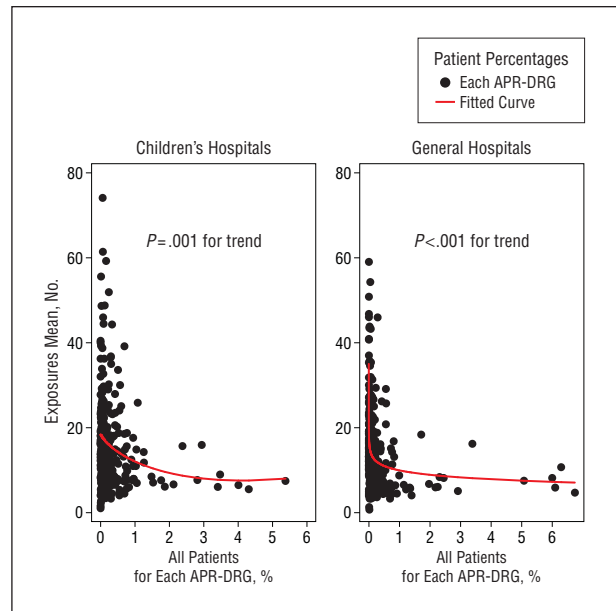 Patient Percentages
Each APR-DRG
Fitted Curve
Children's Hospitals
General Hospitals
80
60
40
20
0
Exposures Mean, No.
P=.001 for trend
0 1 2 3 4 5 6
All Patients
for Each APR-DRG, %
80
60
40
20
0
P<.001 for trend
0 1 2 3 4 5 6
All Patients
for Each APR-DRG, %